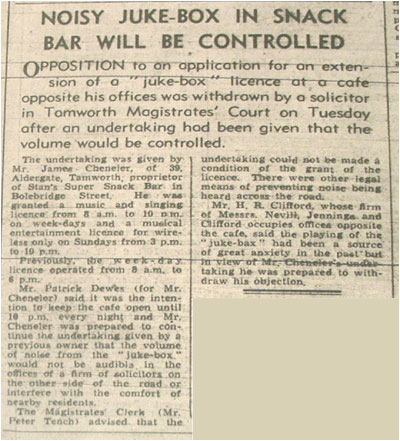 NOISY JUKE-BOX IN SNACK
BAR WILL BE CONTROLLED
OPPOSITION to an application for an exten-
sion of a "juke-box" licence at a cafe
opposite his offices was withdrawn by a solicitor
in Tamworth Magistrates' Court on Tuesday
after an undertaking had been given that the
volume would be controlled.
The undertaking was given by
Mr. James Cheneler, of 39,
Aldergate, Tamworth, proprietor
of Stan's Super Snack Bar in
Bolebridge Street. He was
granted a music and singing
licence from 8 a.m. to 10 p.m.
on week-days and a musical
entertainment licence for wire-
less only on Sundays from 3 p.m.
to 10 p.m.
Previously, the week-day
licence operated from 8 a.m. to
6 p.m.
Mr. Patrick Dewes (for Mr.
Cheneler) said it was the inten-
tion to keep the cafe open until
10 p.m. every night and Mr.
Cheneler was prepared to con-
tinue the undertaking given by a
previous owner that the volume
of noise from the "juke-box"
would not be audible in the
offices of a firm of solicitors on
the other side of the road or
interfere with the comfort of
nearby residents.
The Magistrates' Clerk (Mr.
Peter Tench) advised that the
undertaking could not be made a
condition of the grant of the
licence. There were other legal
means of preventing noise being
heard across the road.
Mr. H. R. Clifford, whose firm
of Messrs. Nevill, Jennings and
Clifford occupies offices opposite
the cafe, said the playing of the
"juke-box" had been a source
of great anxiety in the past but
in view of Mr. Cheneler's under-
taking he was prepared to with-
draw his objection.